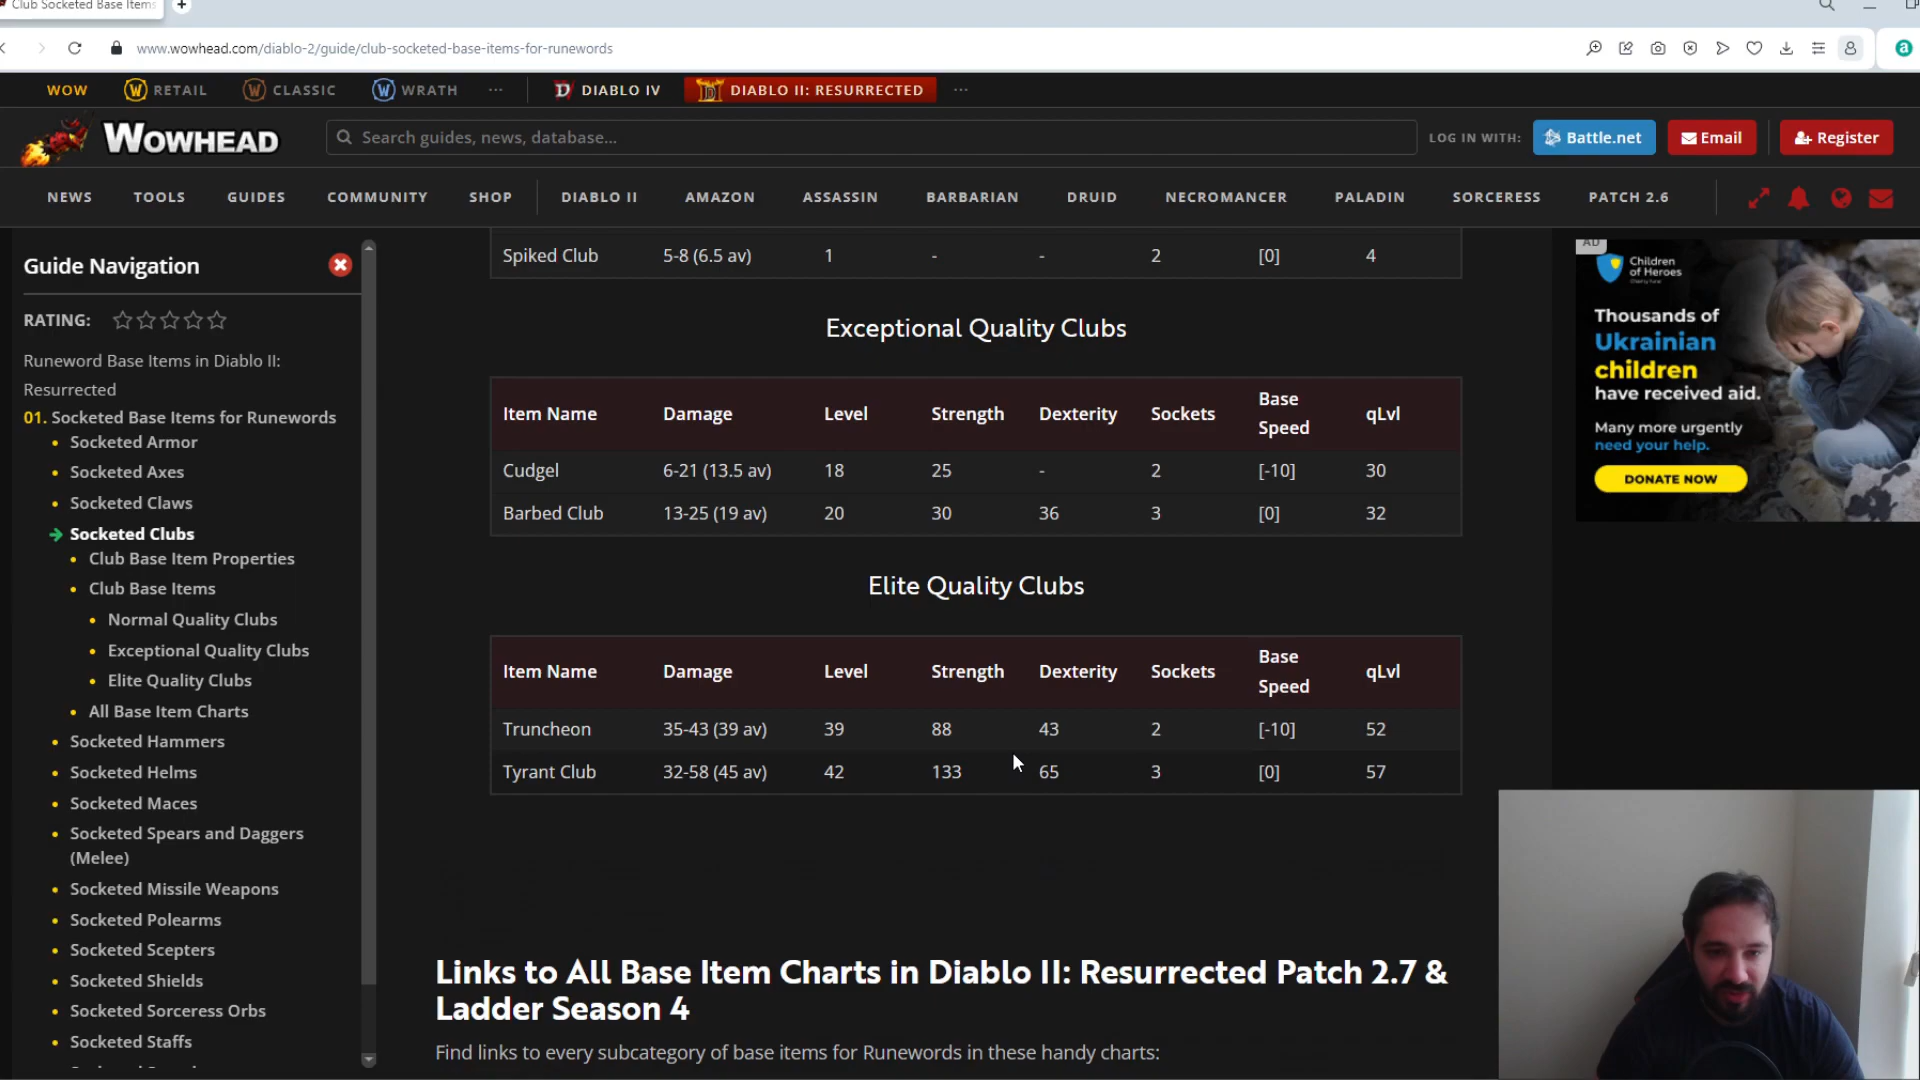 Club Socketed Base Items
www.wowhead.com/diablo-2/guide/club-socketed-base-items-for-runewords
WOW RETAIL CLASSIC WRATH ... DIABLO IV DIABLO II: RESURRECTED ...
WOWHEAD Search guides, news, database... LOG IN WITH: Battle.net Email Register
NEWS TOOLS GUIDES COMMUNITY SHOP DIABLO II AMAZON ASSASSIN BARBARIAN DRUID NECROMANCER PALADIN SORCERESS PATCH 2.6
Guide Navigation
RATING:
Runeword Base Items in Diablo II:
Resurrected
01. Socketed Base Items for Runewords
Socketed Armor
Socketed Axes
Socketed Claws
Socketed Clubs
Club Base Item Properties
Club Base Items
Normal Quality Clubs
Exceptional Quality Clubs
Elite Quality Clubs
All Base Item Charts
Socketed Hammers
Socketed Helms
Socketed Maces
Socketed Spears and Daggers
(Melee)
Socketed Missile Weapons
Socketed Polearms
Socketed Scepters
Socketed Shields
Socketed Sorceress Orbs
Socketed Staffs
Spiked Club 5-8 (6.5 av) 1 - - 2 [0] 4
Exceptional Quality Clubs
Item Name Damage Level Strength Dexterity Sockets Base Speed qLvl
Cudgel 6-21 (13.5 av) 18 25 - 2 [-10] 30
Barbed Club 13-25 (19 av) 20 30 36 3 [0] 32
Elite Quality Clubs
Item Name Damage Level Strength Dexterity Sockets Base Speed qLvl
Truncheon 35-43 (39 av) 39 88 43 2 [-10] 52
Tyrant Club 32-58 (45 av) 42 133 65 3 [0] 57
Links to All Base Item Charts in Diablo II: Resurrected Patch 2.7 &
Ladder Season 4
Find links to every subcategory of base items for Runewords in these handy charts:
AD
Children
of Heroes
Thousands of
Ukrainian
children
have received aid.
Many more urgently
need your help.
DONATE NOW